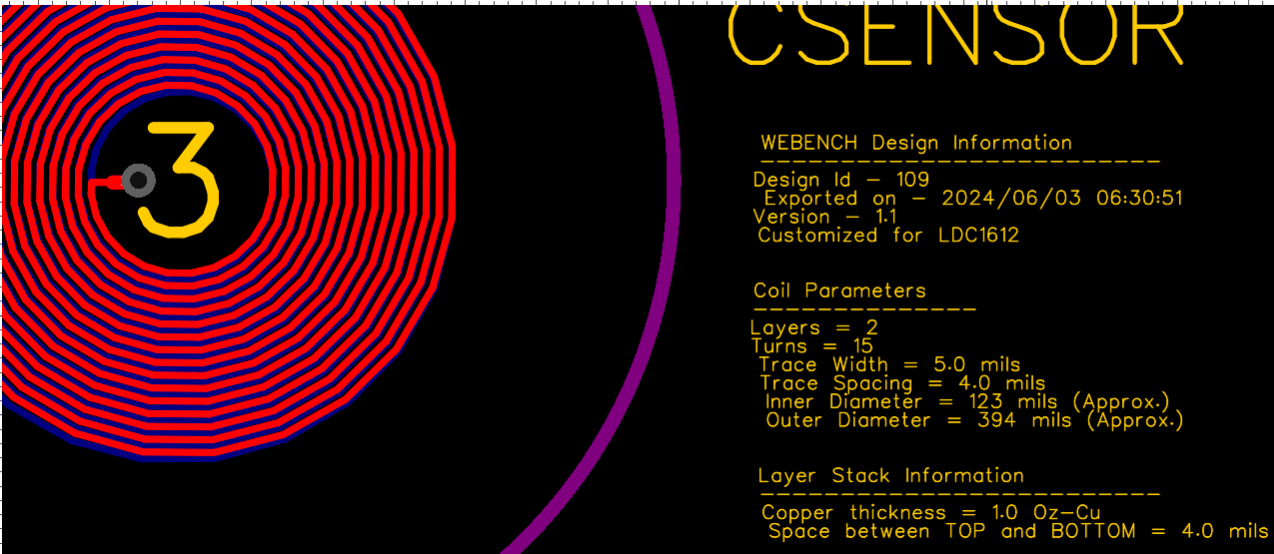 CSENSOR
3
WEBENCH Design Information
-------------------------
Design Id - 109
Exported on - 2024/06/03 06:30:51
Version - 1.1
Customized for LDC1612
Coil Parameters
--------------
Layers = 2
Turns = 15
Trace Width = 5.0 mils
Trace Spacing = 4.0 mils
Inner Diameter = 123 mils (Approx.)
Outer Diameter = 394 mils (Approx.)
Layer Stack Information
-------------------------
Copper thickness = 1.0 Oz-Cu
Space between TOP and BOTTOM = 4.0 mils